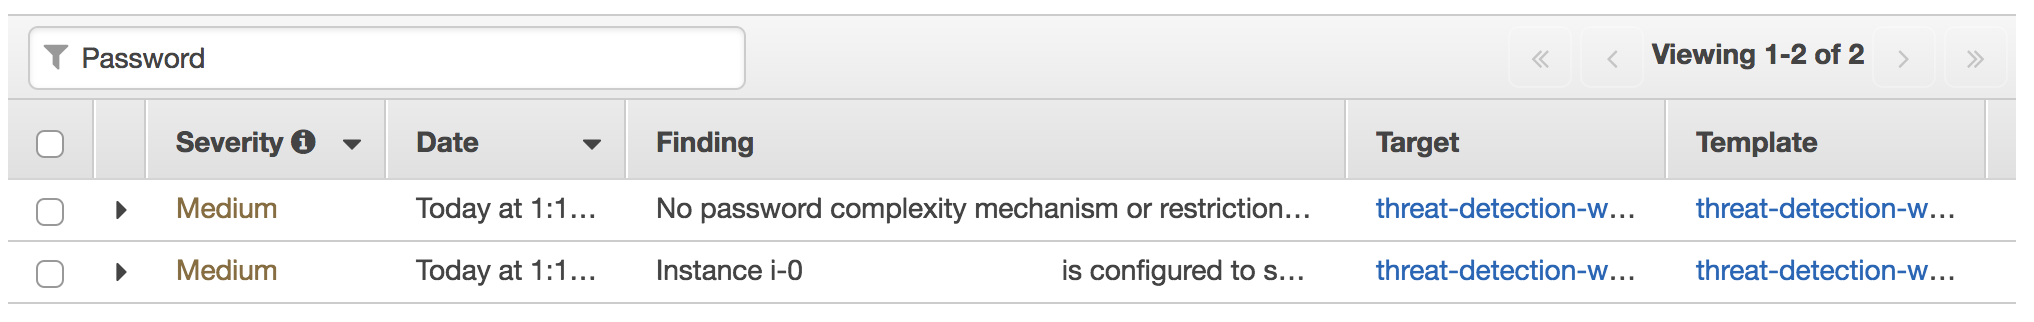 Password
Viewing 1-2 of 2
Severity Date Finding Target Template
Medium Today at 1:1... No password complexity mechanism or restriction... threat-detection-w... threat-detection-w...
Medium Today at 1:1... Instance i-0 is configured to s... threat-detection-w... threat-detection-w...